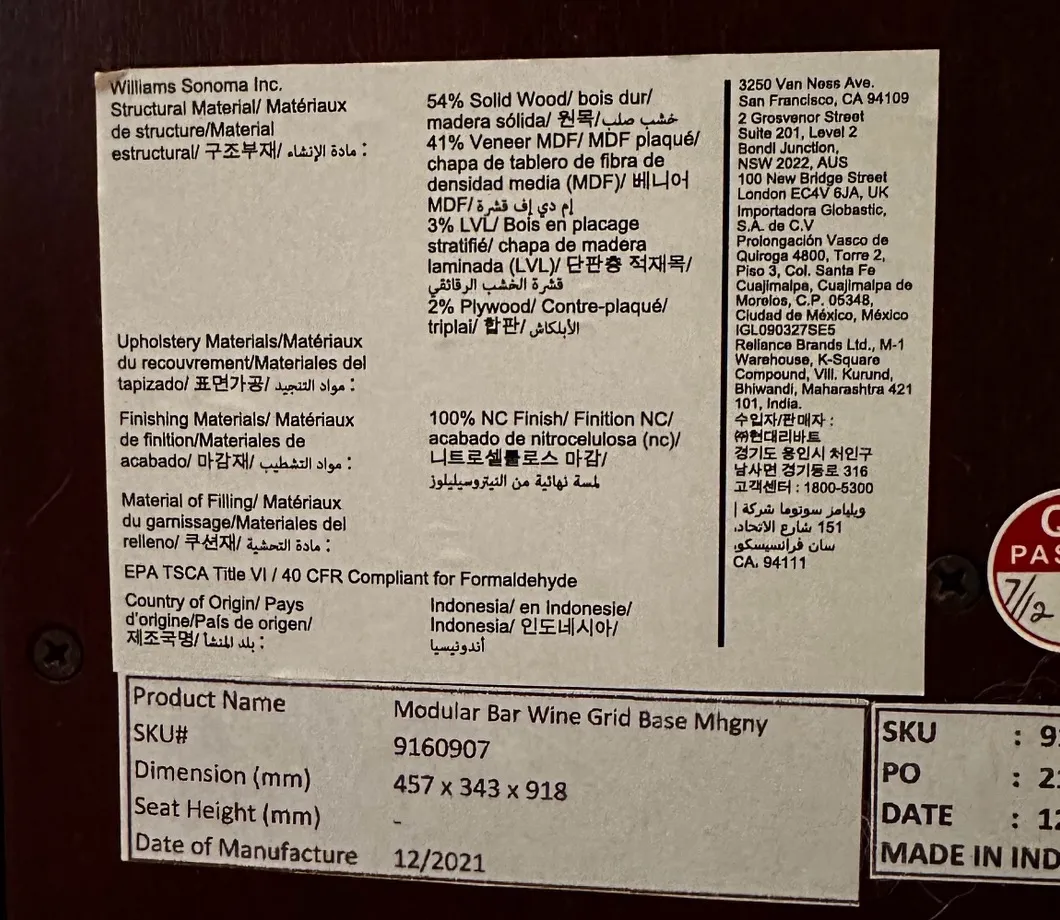 Williams Sonoma Inc.
Structural Material/ Matériaux
de structure/Material
estructural/ 구조부재/ مادة الإنشاء :
54% Solid Wood/ bois dur/
madera sólida/ 원목/خشب صلب
41% Veneer MDF/ MDF plaqué/
chapa de tablero de fibra de
densidad media (MDF)/ 베니어
MDF/ إم دي إف قشرة
3% LVL/ Bois en placage
stratifié/ chapa de madera
laminada (LVL)/ 단판층 적재목/
قشرة الخشب الرقائقي
2% Plywood/ Contre-plaqué/
triplai/ 합판/ الأبلكاش
Upholstery Materials/Matériaux
du recouvrement/Materiales del
tapizado/ 표면가공/ مواد التنجيد :
Finishing Materials/ Matériaux
de finition/Materiales de
acabado/ 마감재/ مواد التشطيب :
100% NC Finish/ Finition NC/
acabado de nitrocelulosa (nc)/
니트로셀룰로스 마감/
لمسة نهائية من النيتروسيليلوز
Material of Filling/ Matériaux
du garnissage/Materiales del
relleno/ 쿠션재/ مادة التحشية :
EPA TSCA Title VI / 40 CFR Compliant for Formaldehyde
Country of Origin/ Pays
d'origine/País de origen/
제조국명/ بلد المنشأ :
Indonesia/ en Indonesie/
Indonesia/ 인도네시아/
أندونيسيا
3250 Van Ness Ave.
San Francisco, CA 94109
2 Grosvenor Street
Suite 201, Level 2
Bondi Junction,
NSW 2022, AUS
100 New Bridge Street
London EC4V 6JA, UK
Importadora Globastic,
S.A. de C.V
Prolongación Vasco de
Quiroga 4800, Torre 2,
Piso 3, Col. Santa Fe
Cuajimalpa, Cuajimalpa de
Morelos, C.P. 05348,
Ciudad de México, México
IGL090327SE5
Reliance Brands Ltd., M-1
Warehouse, K-Square
Compound, Vill. Kurund,
Bhiwandi, Maharashtra 421
101, India.
수입자/판매자 :
㈜현대리바트
경기도 용인시 처인구
남사면 경기동로 316
고객센터 : 1800-5300
ويليامز سونوما شركة |
151 شارع الاتحاد،
سان فرانسيسكو،
CA. 94111
Product Name Modular Bar Wine Grid Base Mhgny
SKU# 9160907
Dimension (mm) 457 x 343 x 918
Seat Height (mm) -
Date of Manufacture 12/2021
SKU : 9
PO : 2
DATE : 12
MADE IN IND
Q
PAS
7/2